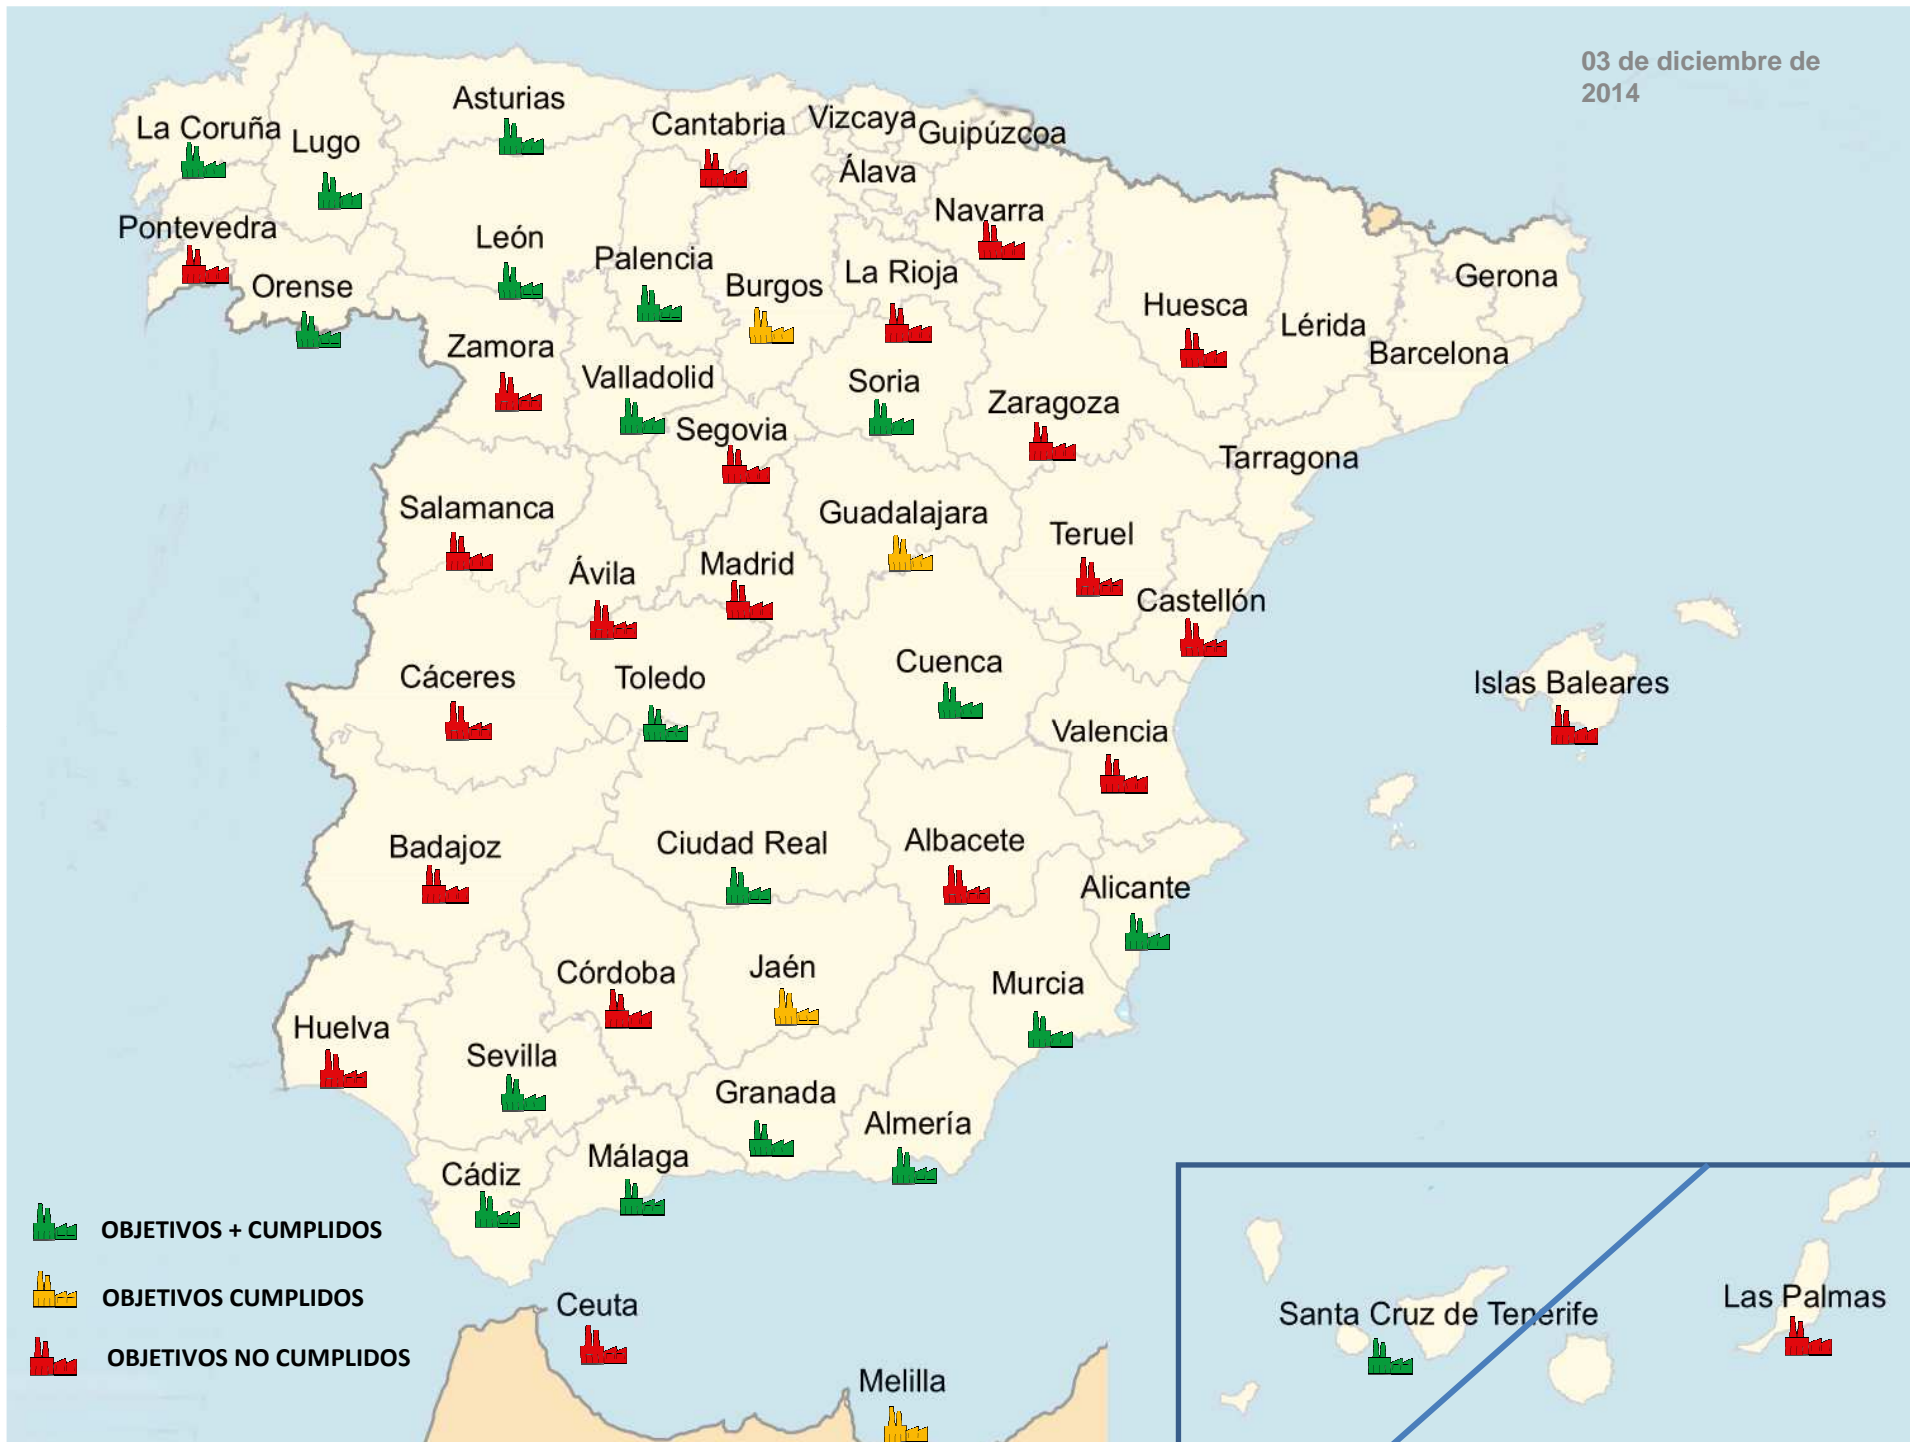 03 de diciembre de
2014
Asturias
La Coruña
Lugo
Cantabria
Vizcaya
Guipúzcoa
Álava
Navarra
Pontevedra
León
Palencia
Orense
Burgos
La Rioja
Huesca
Gerona
Lérida
Barcelona
Zamora
Valladolid
Soria
Zaragoza
Segovia
Tarragona
Salamanca
Guadalajara
Teruel
Ávila
Madrid
Castellón
Cáceres
Toledo
Cuenca
Islas Baleares
Valencia
Badajoz
Ciudad Real
Albacete
Alicante
Córdoba
Jaén
Murcia
Huelva
Sevilla
Granada
Almería
Málaga
Cádiz
OBJETIVOS + CUMPLIDOS
OBJETIVOS CUMPLIDOS
OBJETIVOS NO CUMPLIDOS
Ceuta
Melilla
Santa Cruz de Tenerife
Las Palmas